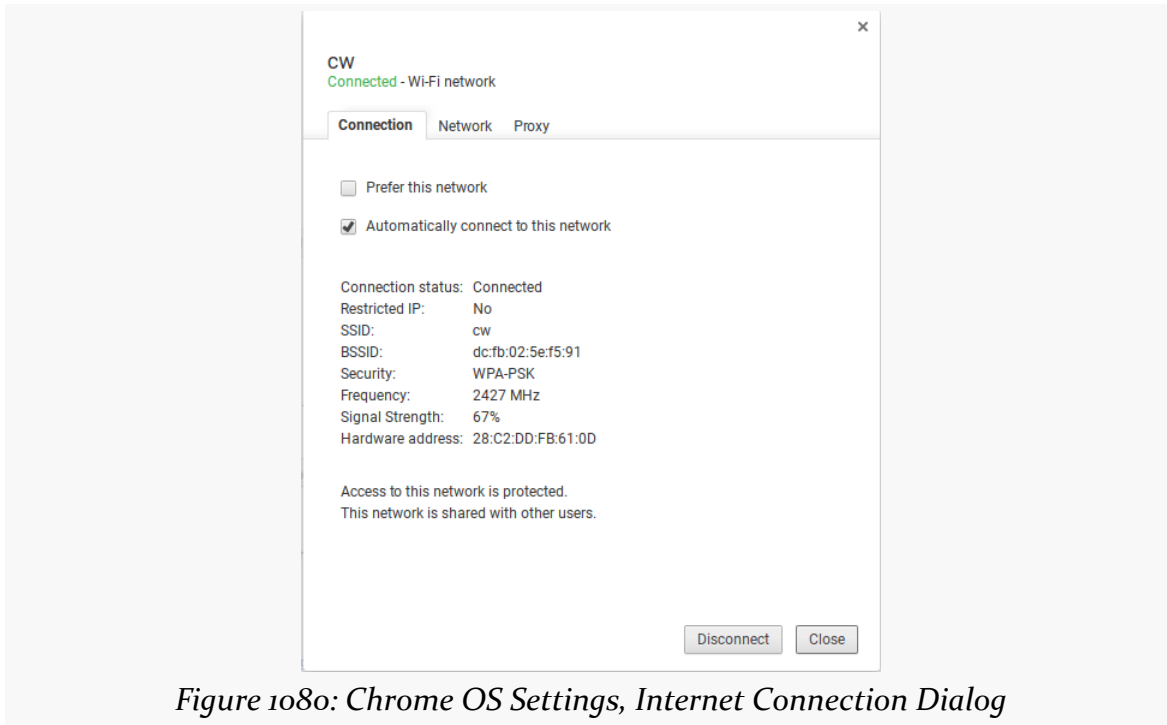 ×
CW
Connected - Wi-Fi network
Connection Network Proxy
Prefer this network
Automatically connect to this network
Connection status: Connected
Restricted IP: No
SSID: cw
BSSID: dc:fb:02:5e:f5:91
Security: WPA-PSK
Frequency: 2427 MHz
Signal Strength: 67%
Hardware address: 28:C2:DD:FB:61:0D
Access to this network is protected.
This network is shared with other users.
Disconnect Close
Figure 1080: Chrome OS Settings, Internet Connection Dialog